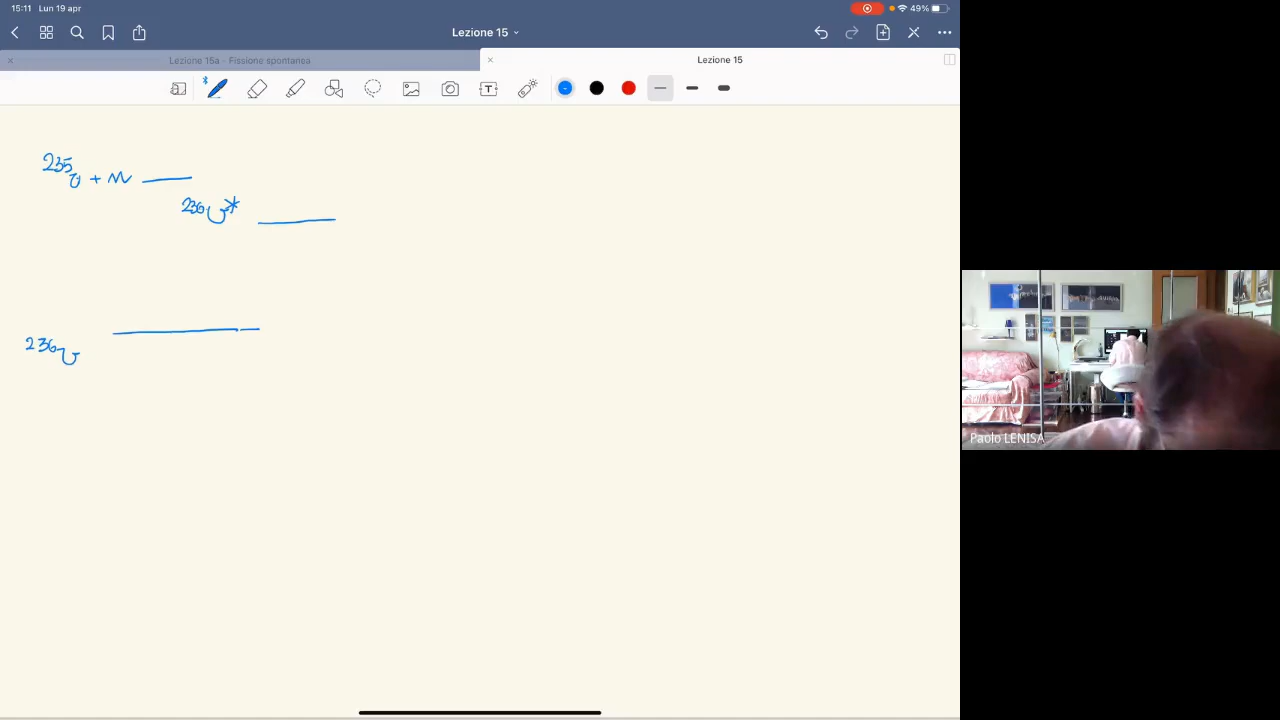 15:11 Lun 19 apr
49%
Lezione 15
Lezione 15a - Fissione spontanea
Lezione 15
T
235U + n
236U*
236U
Paolo LENISA